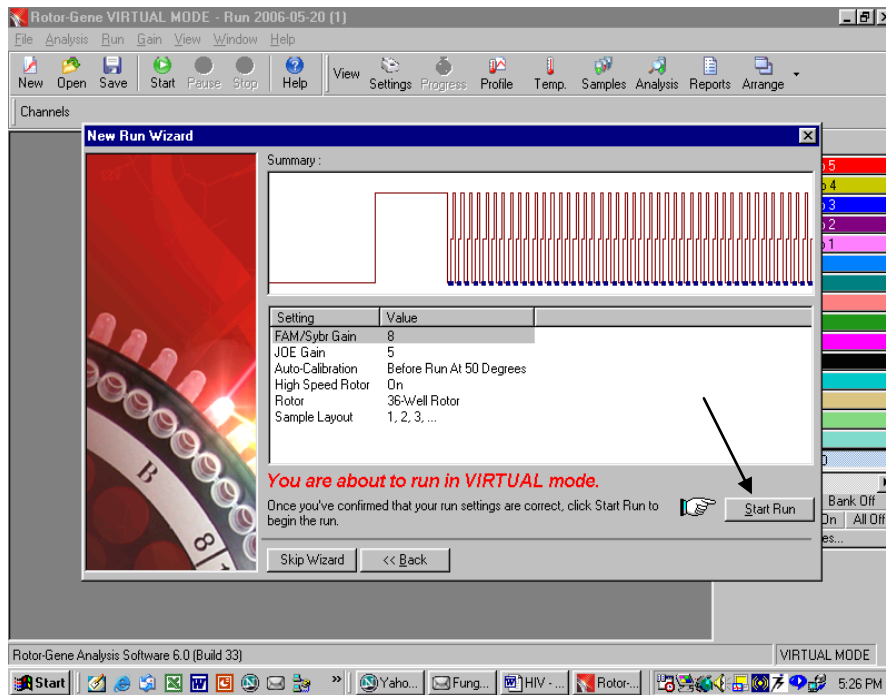 Rotor-Gene VIRTUAL MODE - Run 2006-05-20 (1)
File Analysis Run Gain View Window Help
New Open Save Start Pause Stop Help View Settings Progress Profile Temp. Samples Analysis Reports Arrange
Channels
New Run Wizard
Summary :
5
4
3
2
1
Setting Value
FAM/Sybr Gain 8
JOE Gain 5
Auto-Calibration Before Run At 50 Degrees
High Speed Rotor On
Rotor 36-Well Rotor
Sample Layout 1, 2, 3, ...
B
8
1
You are about to run in VIRTUAL mode.
Once you've confirmed that your run settings are correct, click Start Run to
begin the run.
Start Run
Bank Off
On All Off
es...
Skip Wizard << Back
Rotor-Gene Analysis Software 6.0 (Build 33) VIRTUAL MODE
Start W » Yaho... Fung... HIV - ... Rotor-... 5:26 PM